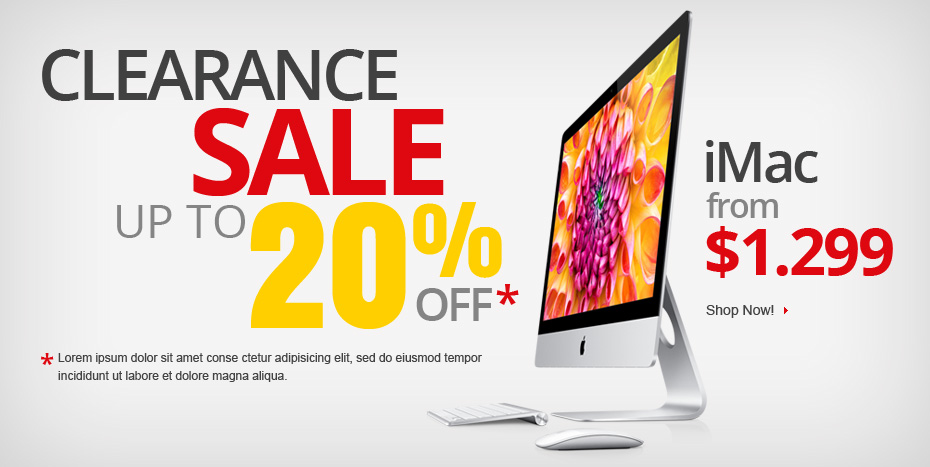 CLEARANCE
SALE
UP TO 20%
OFF*
* Lorem ipsum dolor sit amet conse ctetur adipisicing elit, sed do eiusmod tempor
incididunt ut labore et dolore magna aliqua.
iMac
from
$1.299
Shop Now!